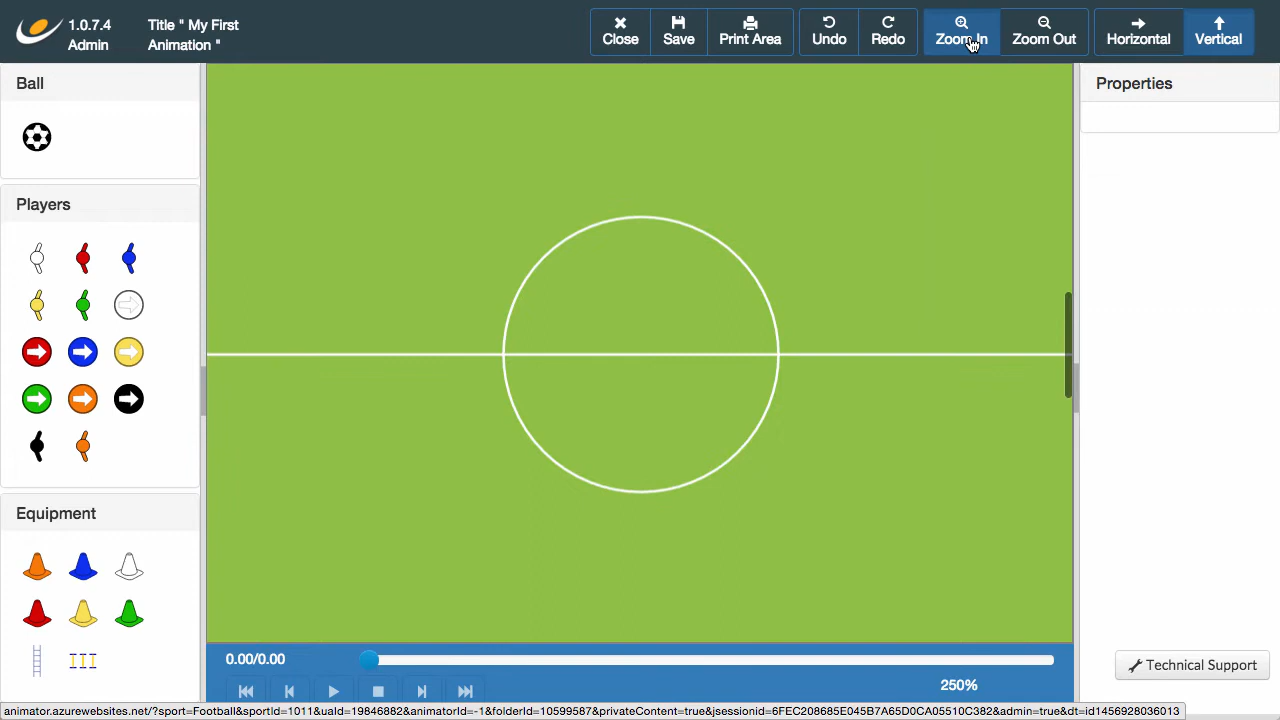 1.0.7.4
Admin
Title " My First
Animation "
Close
Save
Print Area
Undo
Redo
Zoom In
Zoom Out
Horizontal
Vertical
Ball
Players
Equipment
Properties
0.00/0.00
250%
Technical Support
animator.azurewebsites.net/?sport=Football&sportId=1011&uaId=19846882&animatorId=-1&folderId=10599587&privateContent=true&jsessionid=6FEC208685E045B7A65D0CA05510C382&admin=true&dt=id1456928036013